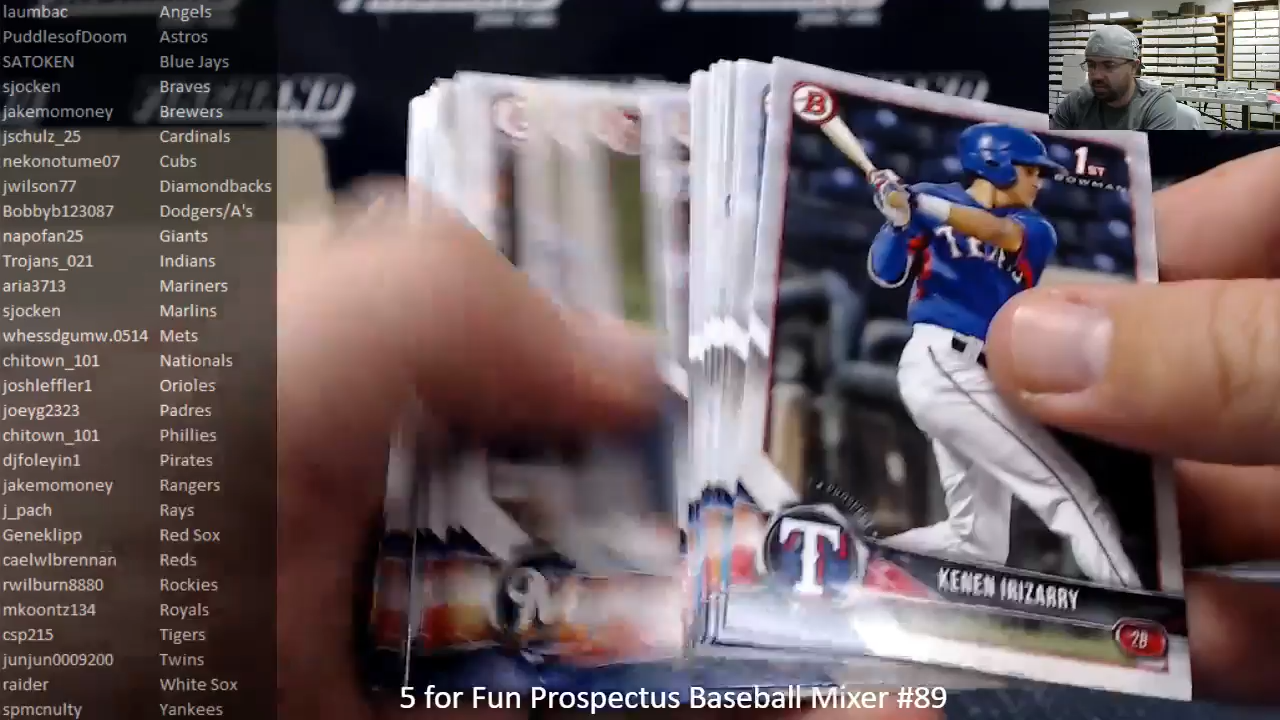 laumbac Angels
PuddlesofDoom Astros
SATOKEN Blue Jays
sjocken Braves
jakemomoney Brewers
jschulz_25 Cardinals
nekonotume07 Cubs
jwilson77 Diamondbacks
Bobbyb123087 Dodgers/A's
napofan25 Giants
Trojans_021 Indians
aria3713 Mariners
sjocken Marlins
whessdgumw.0514 Mets
chitown_101 Nationals
joshleffler1 Orioles
joeyg2323 Padres
chitown_101 Phillies
djfoleyin1 Pirates
jakemomoney Rangers
j_pach Rays
Geneklipp Red Sox
caelwlbrennan Reds
rwilburn8880 Rockies
mkoontz134 Royals
csp215 Tigers
junjun0009200 Twins
raider White Sox
spmcnulty Yankees
B
1ST
BOWMAN
TEXAS
T
KENEN IRIZARRY
2B
5 for Fun Prospectus Baseball Mixer #89